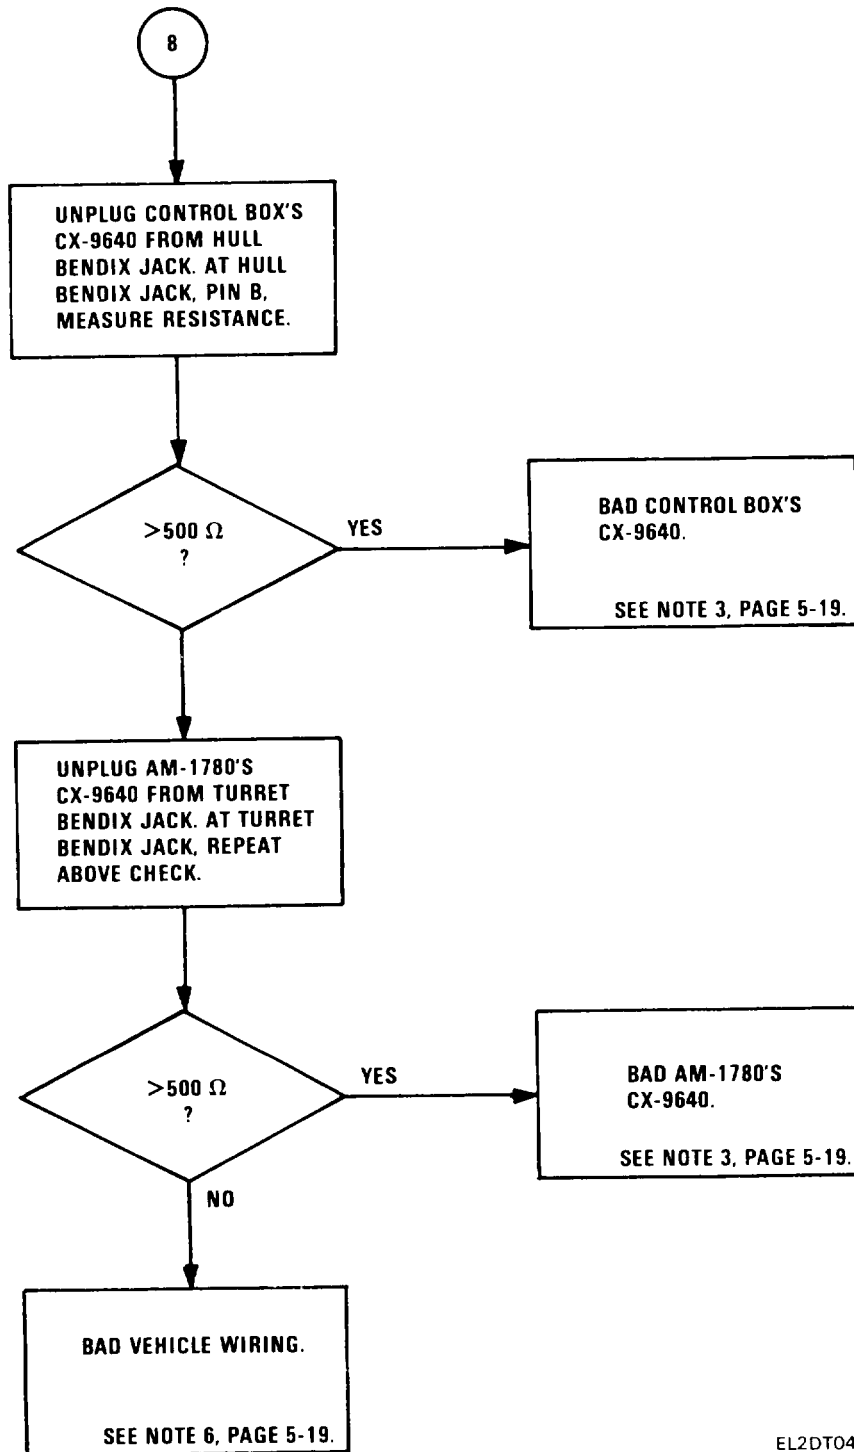 8
UNPLUG CONTROL BOX'S
CX-9640 FROM HULL
BENDIX JACK. AT HULL
BENDIX JACK, PIN B,
MEASURE RESISTANCE.
>500 Ω
?
YES
BAD CONTROL BOX'S
CX-9640.
SEE NOTE 3, PAGE 5-19.
UNPLUG AM-1780'S
CX-9640 FROM TURRET
BENDIX JACK. AT TURRET
BENDIX JACK, REPEAT
ABOVE CHECK.
>500 Ω
?
YES
BAD AM-1780'S
CX-9640.
SEE NOTE 3, PAGE 5-19.
NO
BAD VEHICLE WIRING.
SEE NOTE 6, PAGE 5-19.
EL2DT04